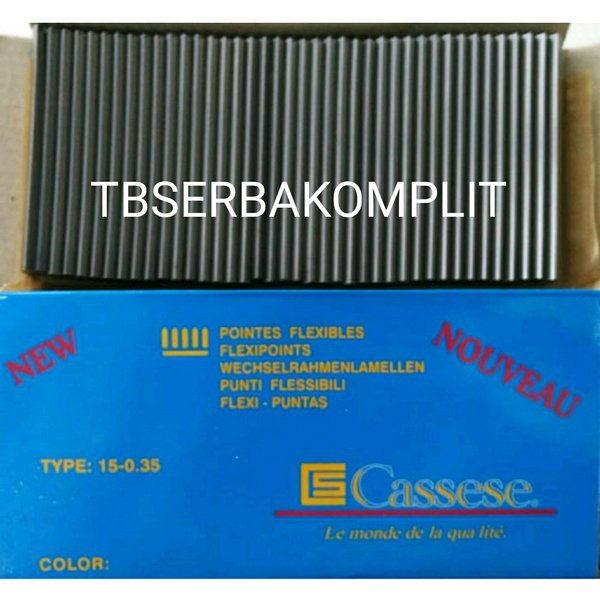 TBSERBAKOMPLIT
NEW
POINTES FLEXIBLES
FLEXIPOINTS
WECHSELRAHMENLAMELLEN
PUNTI FLESSIBILI
FLEXI - PUNTAS
NOUVEAU
TYPE: 15-0.35
CS Cassese®
Le monde de la qua lité.
COLOR: